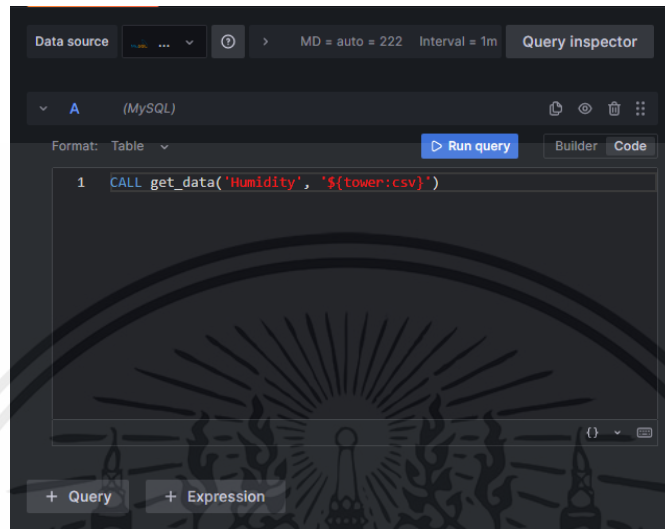 Data source ... MD = auto = 222 Interval = 1m Query inspector
A (MySQL)
Format: Table Run query Builder Code
1 CALL get_data('Humidity', '${tower:csv}')
{}
+ Query + Expression